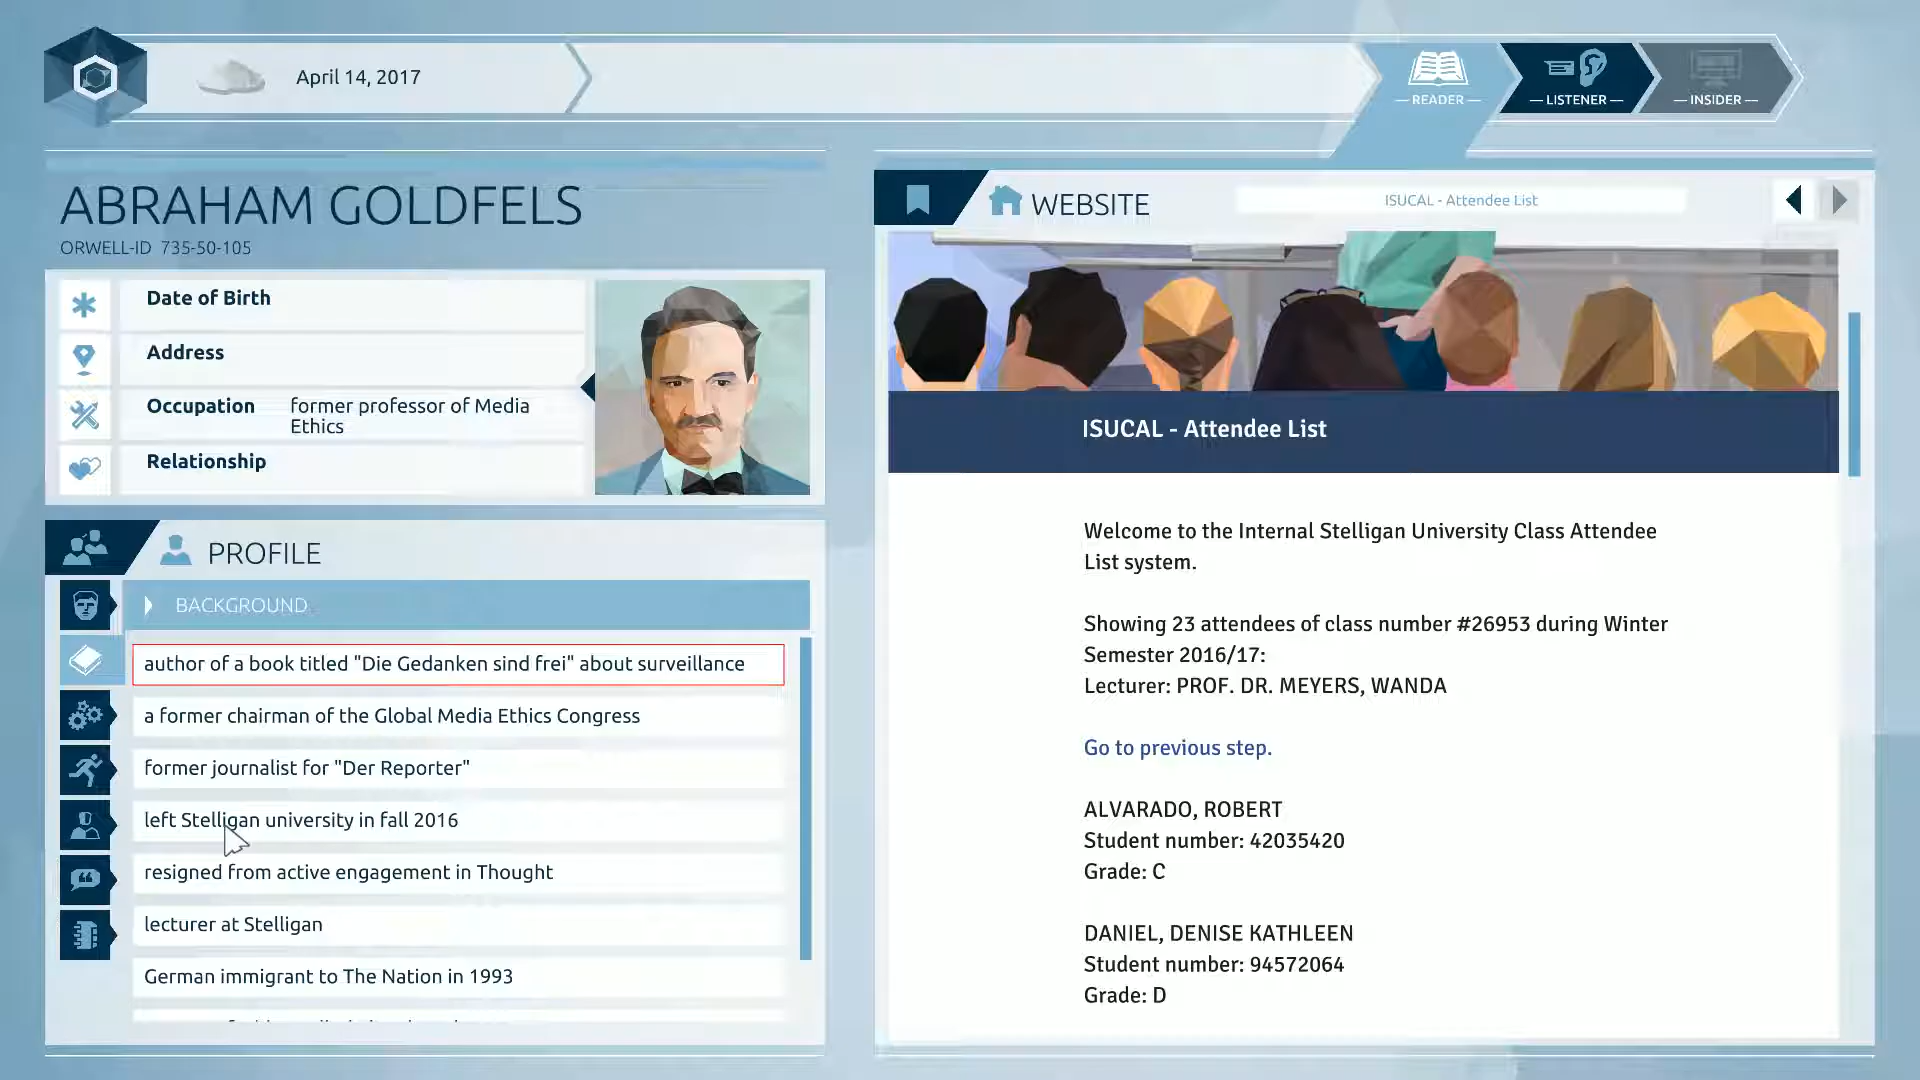 April 14, 2017
READER
LISTENER
INSIDER
ABRAHAM GOLDFELS
ORWELL-ID 735-50-105
Date of Birth
Address
Occupation former professor of Media
Ethics
Relationship
PROFILE
BACKGROUND
author of a book titled "Die Gedanken sind frei" about surveillance
a former chairman of the Global Media Ethics Congress
former journalist for "Der Reporter"
left Stelligan university in fall 2016
resigned from active engagement in Thought
lecturer at Stelligan
German immigrant to The Nation in 1993
WEBSITE
ISUCAL - Attendee List
ISUCAL - Attendee List
Welcome to the Internal Stelligan University Class Attendee
List system.
Showing 23 attendees of class number #26953 during Winter
Semester 2016/17:
Lecturer: PROF. DR. MEYERS, WANDA
Go to previous step.
ALVARADO, ROBERT
Student number: 42035420
Grade: C
DANIEL, DENISE KATHLEEN
Student number: 94572064
Grade: D